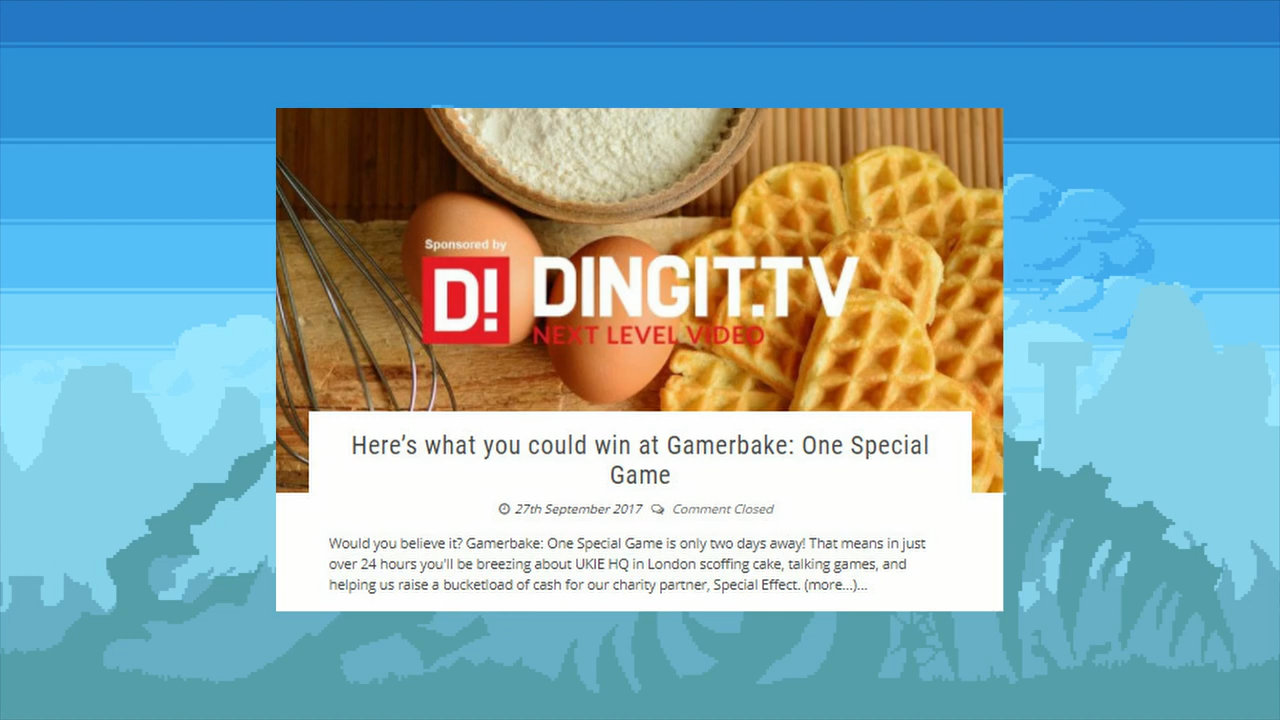 Sponsored by
D! DINGIT.TV
NEXT LEVEL VIDEO
Here’s what you could win at Gamerbake: One Special
Game
27th September 2017 Comment Closed
Would you believe it? Gamerbake: One Special Game is only two days away! That means in just
over 24 hours you'll be breezing about UKIE HQ in London scoffing cake, talking games, and
helping us raise a bucketload of cash for our charity partner, Special Effect. (more…)...